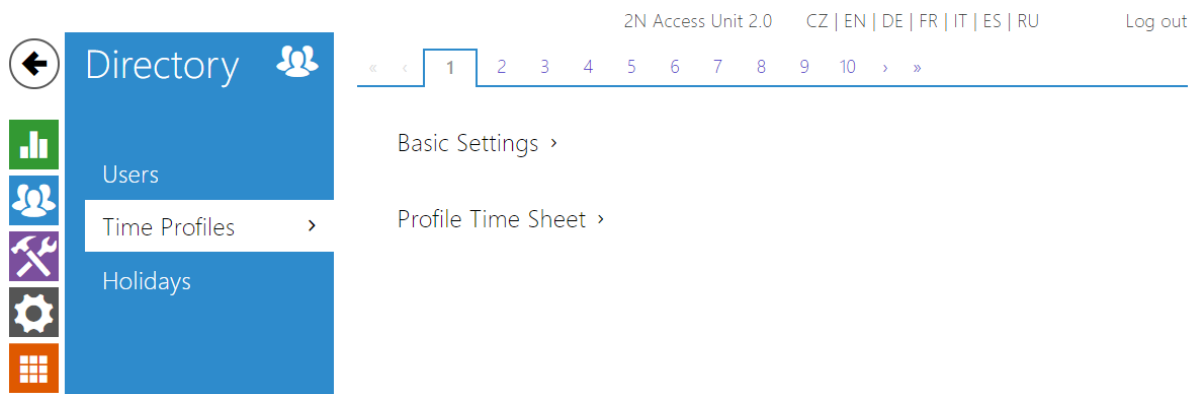 2N Access Unit 2.0 CZ | EN | DE | FR | IT | ES | RU Log out
Directory
« ‹ 1 2 3 4 5 6 7 8 9 10 › »
Basic Settings ›
Users
Time Profiles ›
Profile Time Sheet ›
Holidays